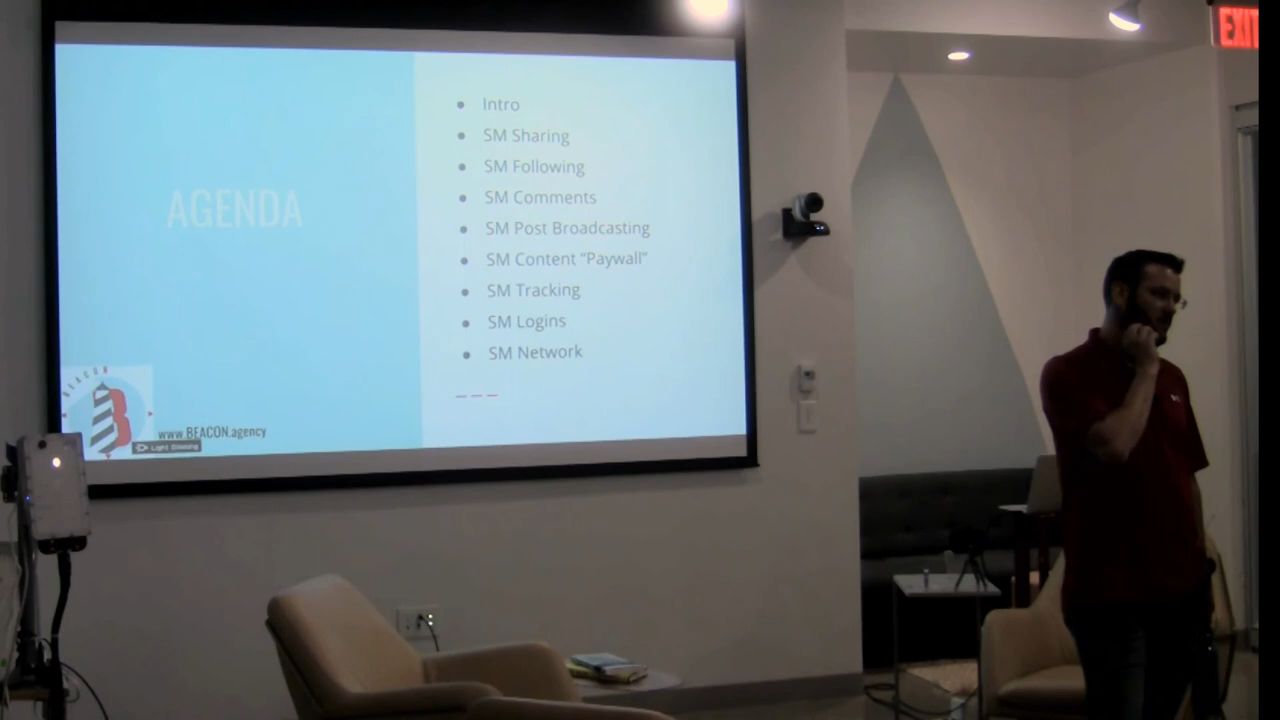 AGENDA
Intro
SM Sharing
SM Following
SM Comments
SM Post Broadcasting
SM Content “Paywall”
SM Tracking
SM Logins
SM Network
BEACON
B
www.BEACON.agency
EXIT